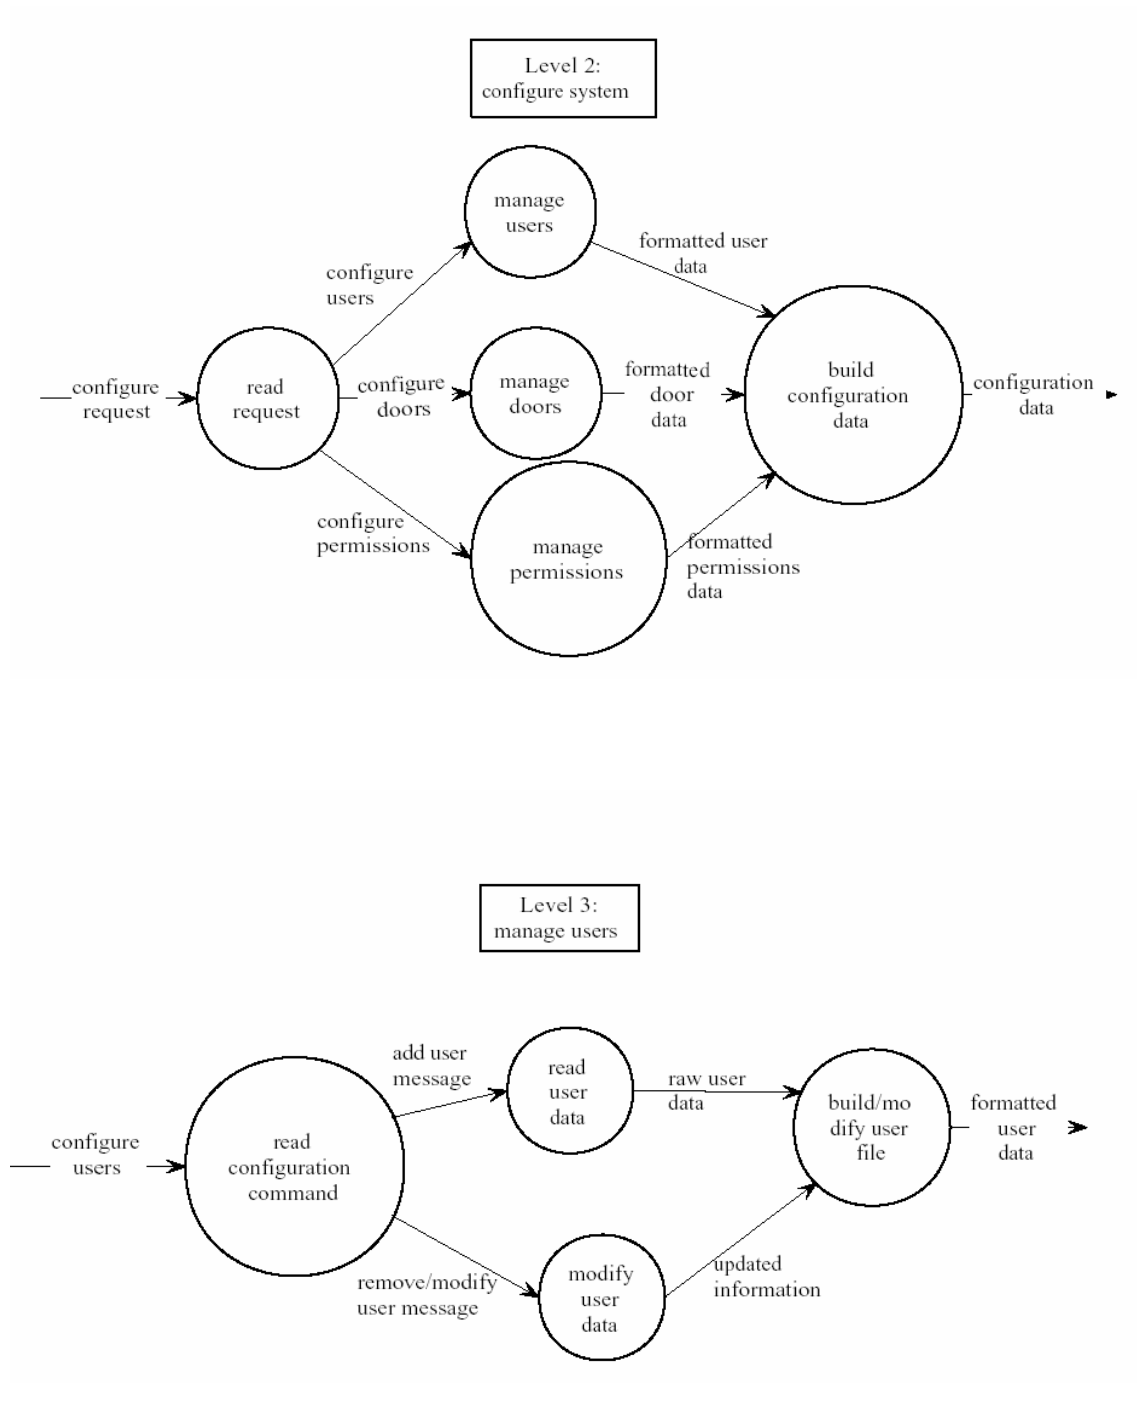 Level 2:
configure system
manage
users
formatted user
data
configure
users
configure
request
read
request
configure
doors
manage
doors
formatted
door
data
build
configuration
data
configuration
data
configure
permissions
manage
permissions
formatted
permissions
data
Level 3:
manage users
add user
message
read
user
data
raw user
data
build/mo
dify user
file
formatted
user
data
configure
users
read
configuration
command
remove/modify
user message
modify
user
data
updated
information